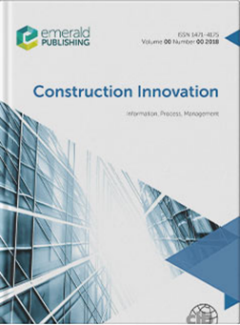 emerald
PUBLISHING
ISSN 1471-4175
Volume 00 Number 00 2018
Construction Innovation
Information, Process, Management